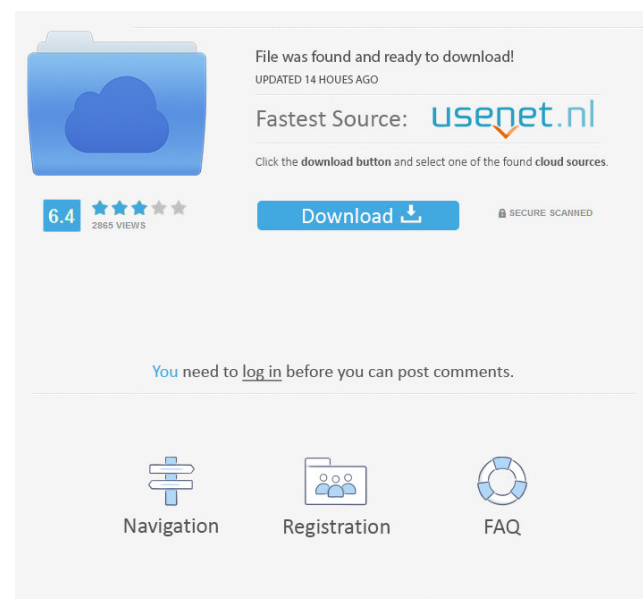 File was found and ready to download!
UPDATED 14 HOUES AGO
Fastest Source: usenet.nl
Click the download button and select one of the found cloud sources.
6.4
2865 VIEWS
Download
SECURE SCANNED
You need to log in before you can post comments.
Navigation
Registration
FAQ